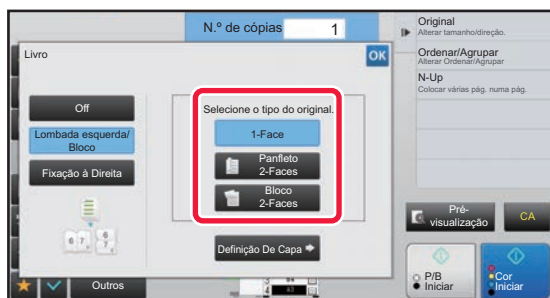 N.º de cópias
1
Livro
OK
Off
Lombada esquerda/
Bloco
Fixação à Direita
Selecione o tipo do original.
1-Face
Panfleto
2-Faces
Bloco
2-Faces
Definição De Capa
Outros
Original
Alterar tamanho/direção.
Ordenar/Agrupar
Alterar Ordenar/Agrupar
N-Up
Colocar várias pág. numa pág.
Pré-
visualização
CA
P/B
Iniciar
Cor
Iniciar